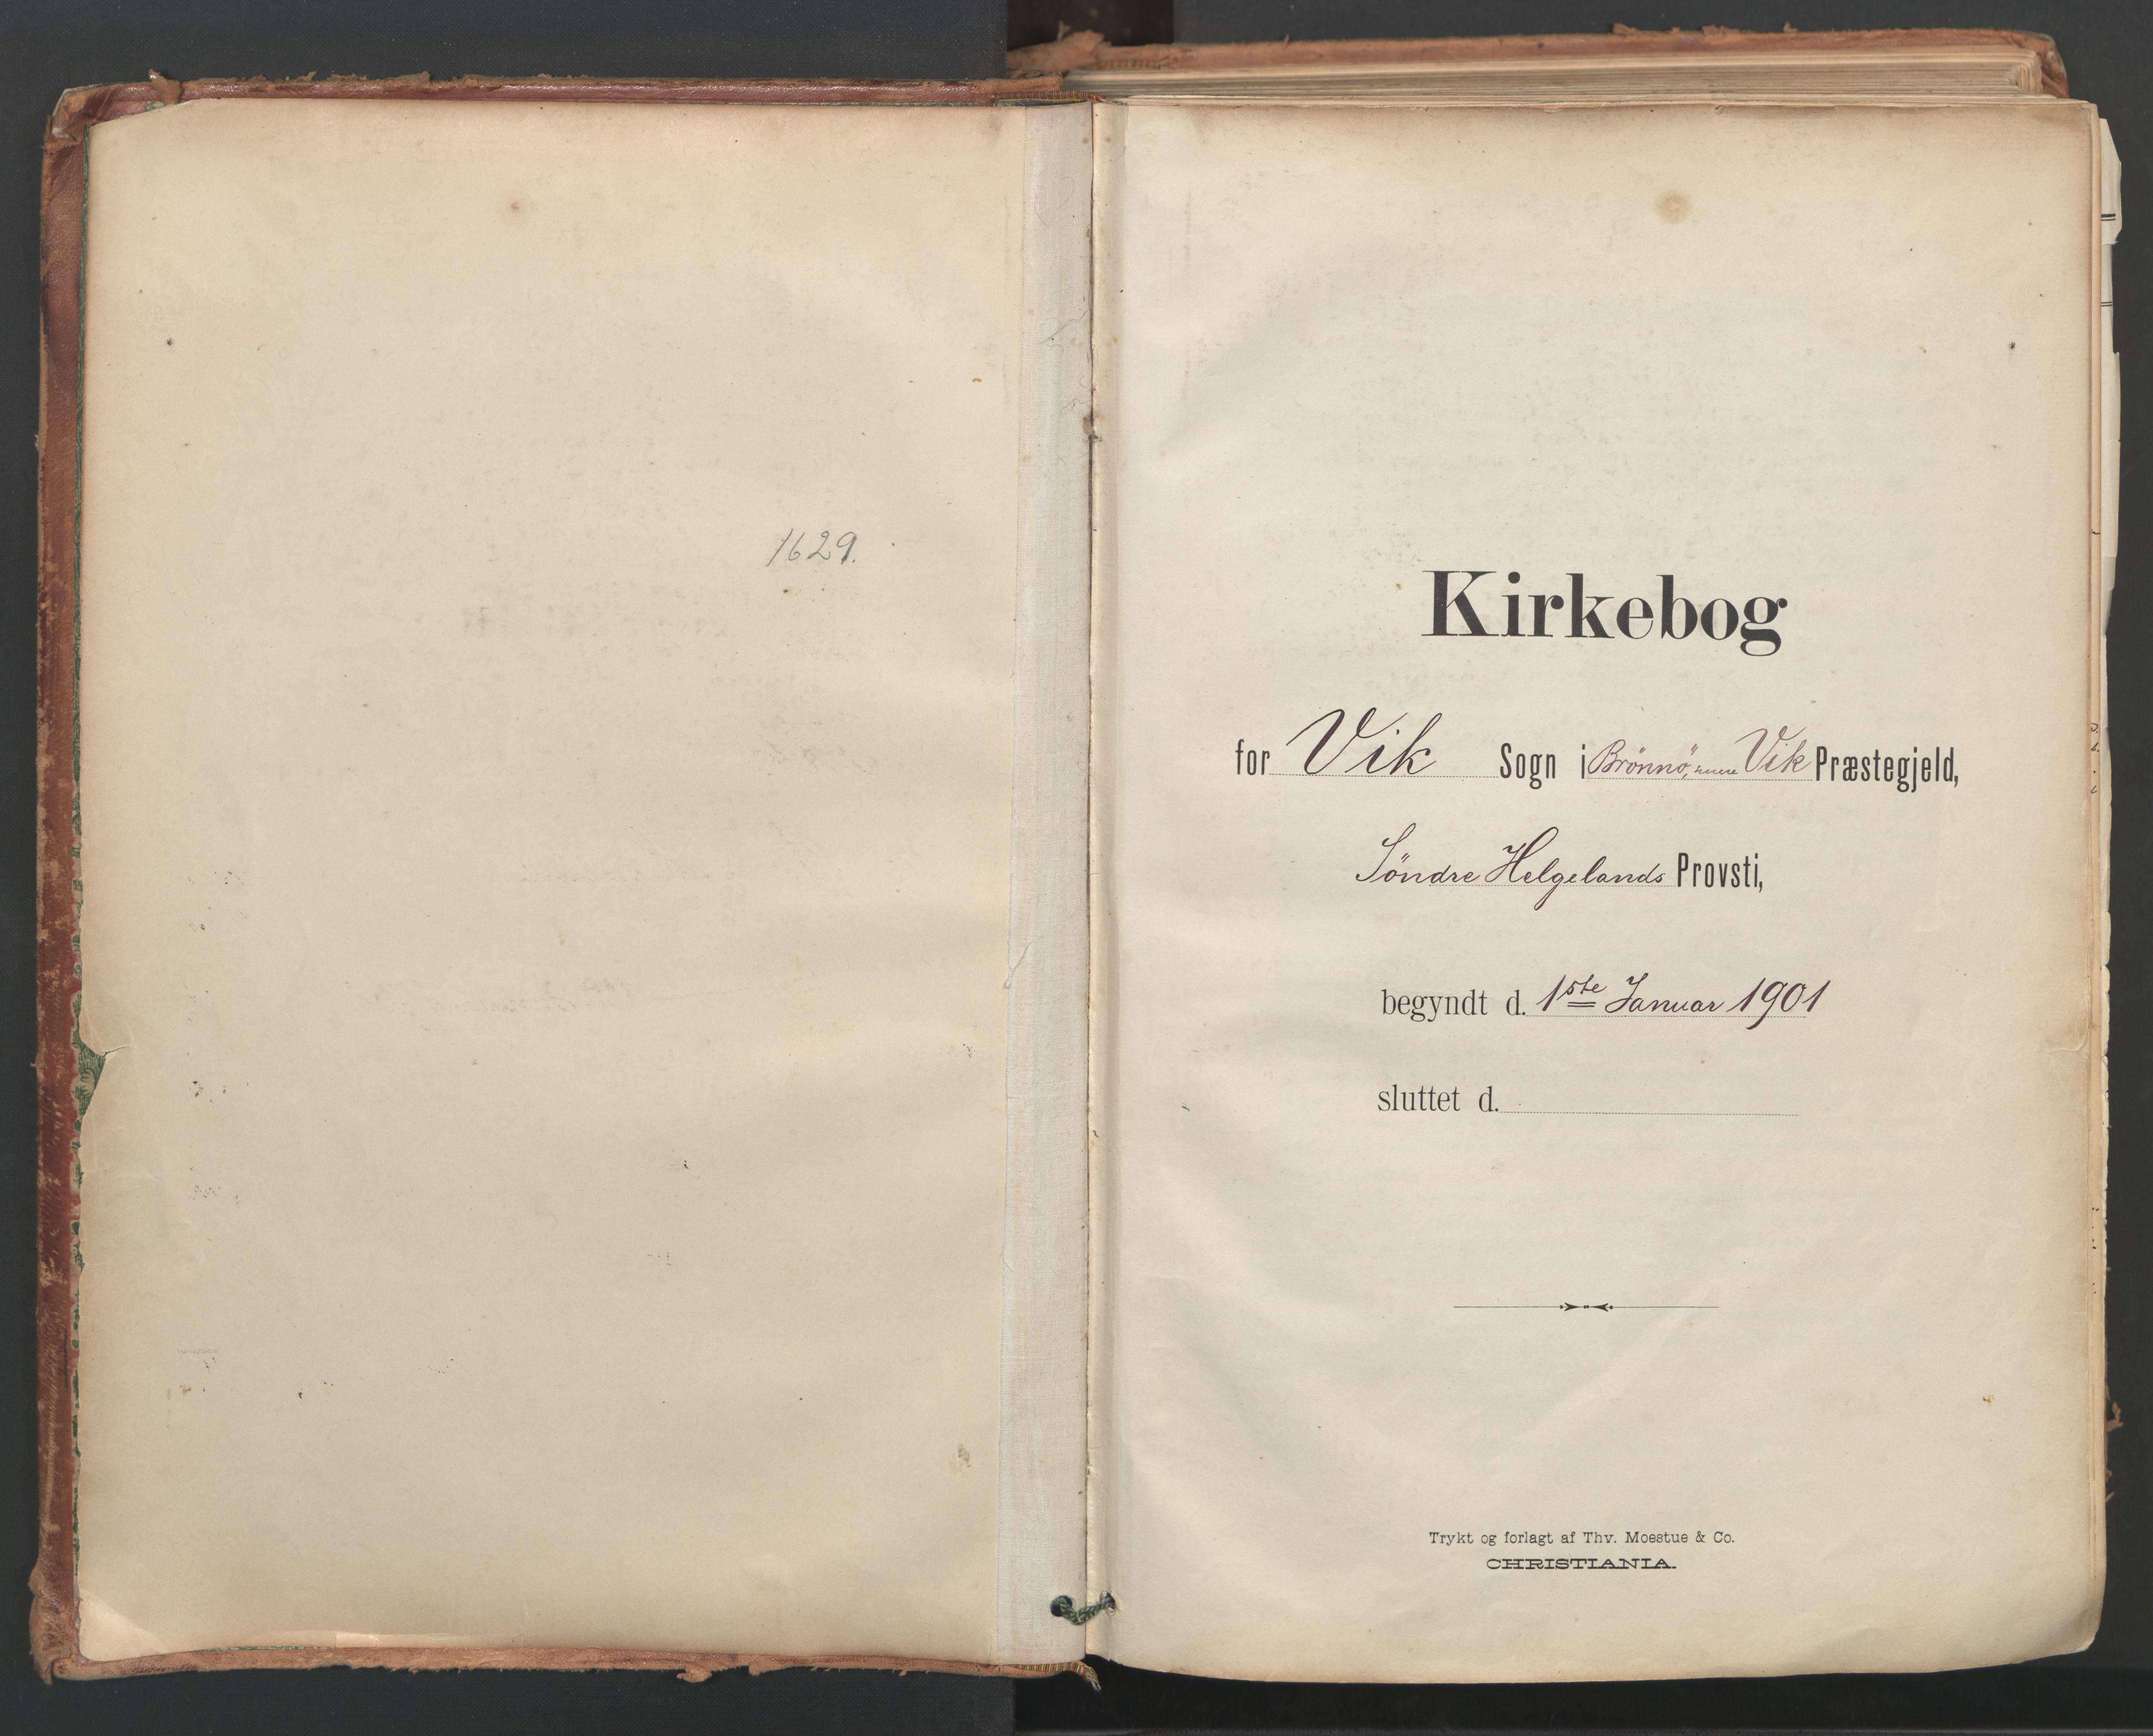 1629.
Kirkebog
for Vik Sogn i Brönnö, nu Vik Præstegjeld,
Söndre Helgelands Provsti,
begyndt d. 1ste Januar 1901
sluttet d.
Trykt og forlagt af Thv. Moestue & Co.
CHRISTIANIA.